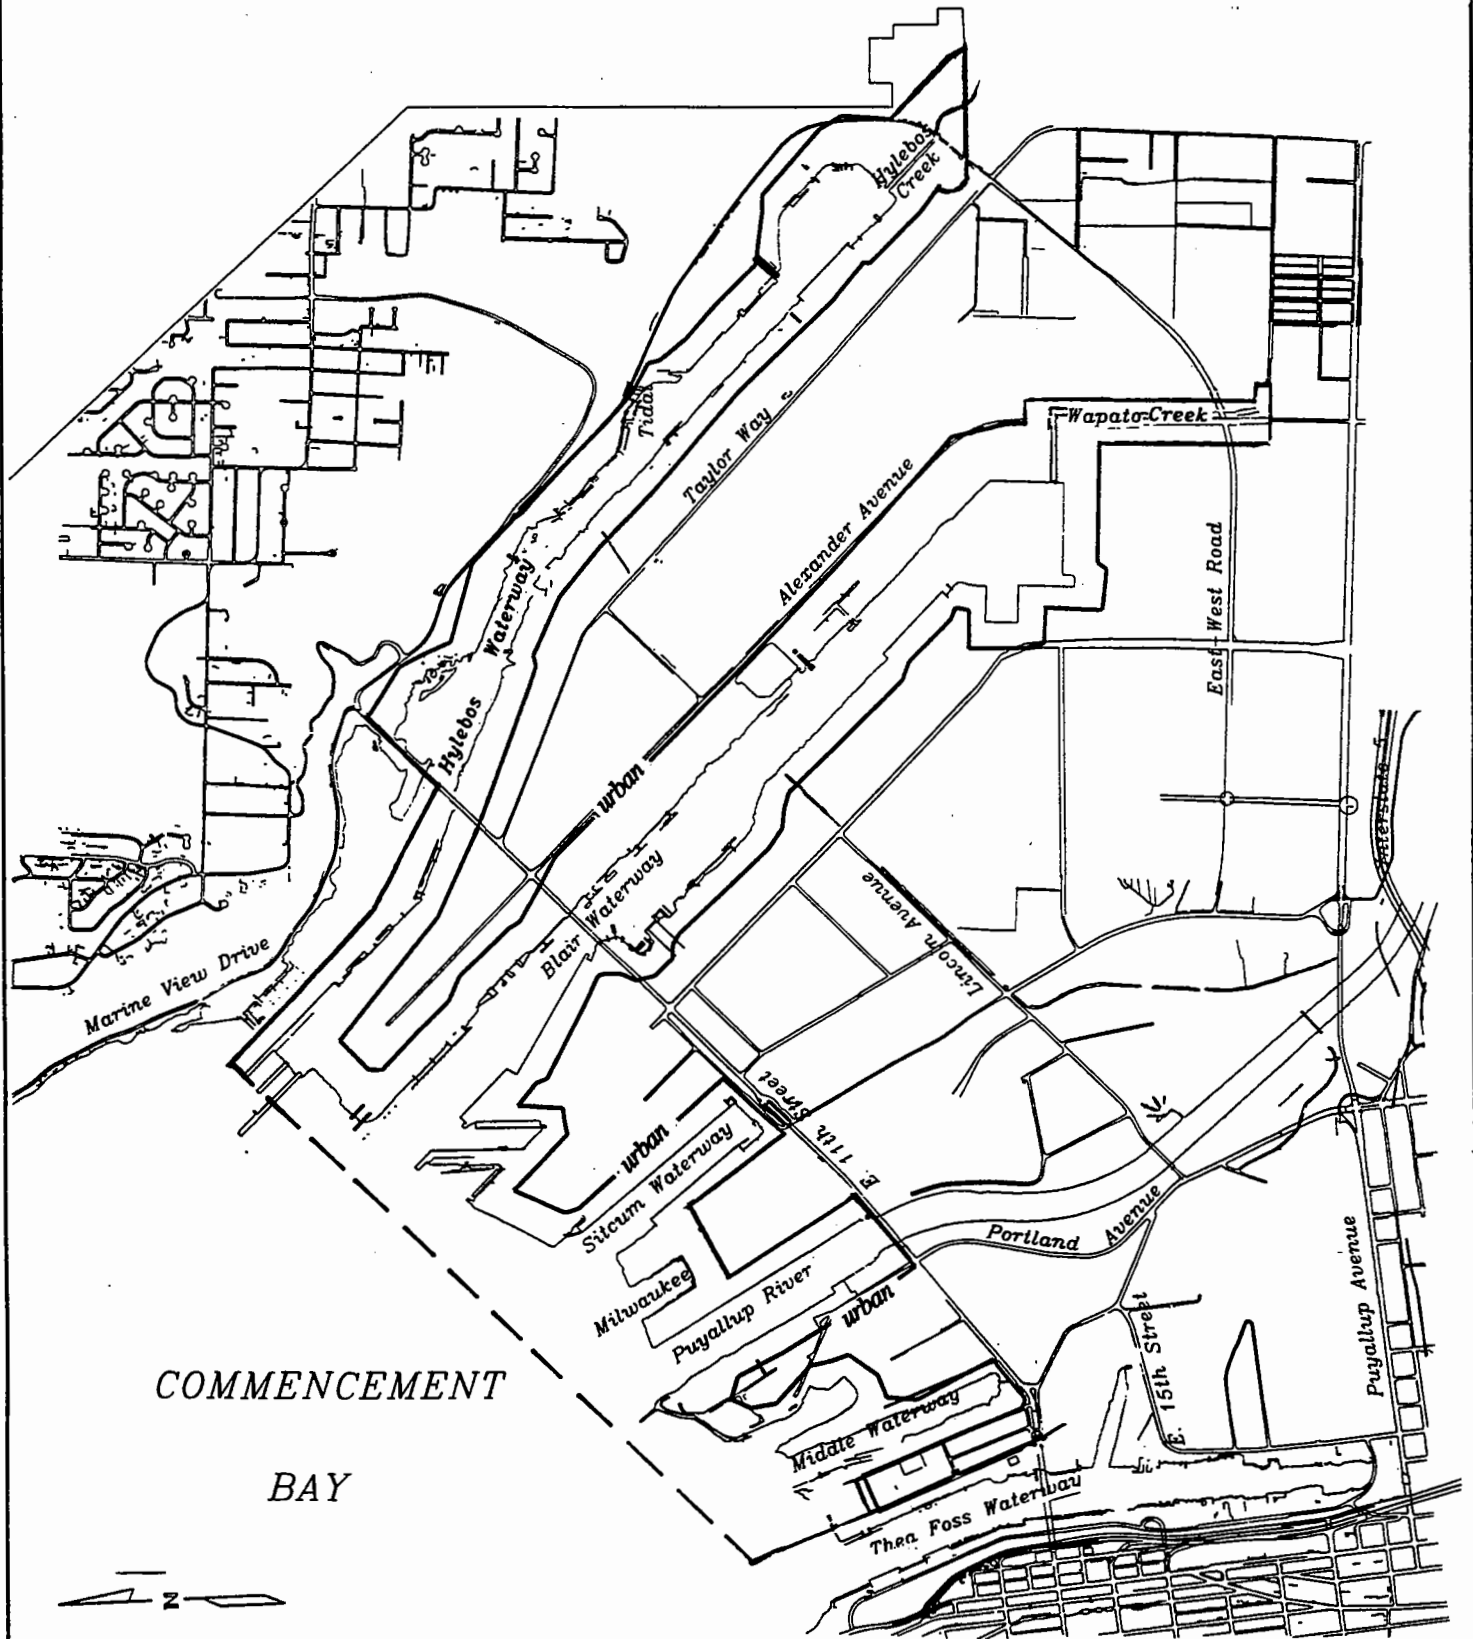 Hylebos
Creek
Tidal
Taylor Way
Wapato Creek
Alexander Avenue
East-West Road
Waterway
Hylebos
urban
Interstate 5
Blair Waterway
Lincoln Avenue
Marine View Drive
E. 11th Street
urban
Sitcum Waterway
Milwaukee
Puyallup River
Portland Avenue
urban
Puyallup Avenue
E. 15th Street
COMMENCEMENT
BAY
Middle Waterway
Thea Foss Waterway
N